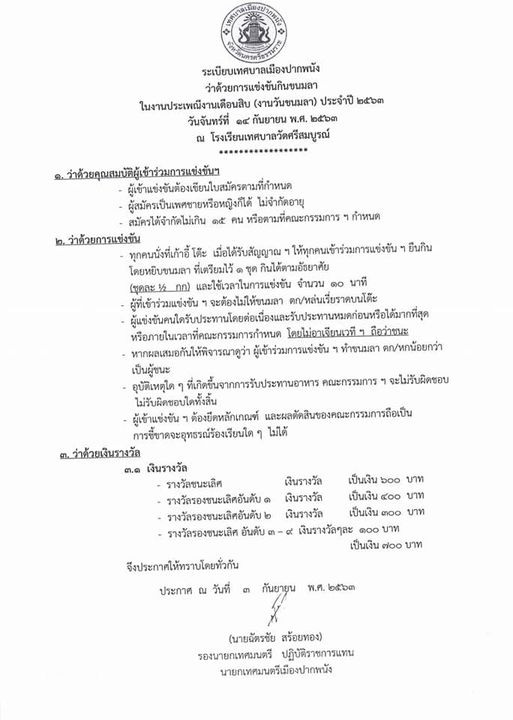 เทศบาลเมืองปากพนัง
จังหวัดนครศรีธรรมราช
ระเบียบเทศบาลเมืองปากพนัง
ว่าด้วยการแข่งขันกินขนมลา
ในงานประเพณีงานเดือนสิบ (งานวันขนมลา) ประจำปี ๒๕๖๓
วันจันทร์ที่ ๑๔ กันยายน พ.ศ. ๒๕๖๓
ณ โรงเรียนเทศบาลวัดศรีสมบูรณ์
******************
๑. ว่าด้วยคุณสมบัติผู้เข้าร่วมการแข่งขันฯ
- ผู้เข้าแข่งขันต้องเขียนใบสมัครตามที่กำหนด
- ผู้สมัครเป็นเพศชายหรือหญิงก็ได้ ไม่จำกัดอายุ
- สมัครได้จำกัดไม่เกิน ๑๕ คน หรือตามที่คณะกรรมการ ฯ กำหนด
๒. ว่าด้วยการแข่งขัน
- ทุกคนนั่งที่เก้าอี้ โต๊ะ เมื่อได้รับสัญญาณ ฯ ให้ทุกคนเข้าร่วมการแข่งขัน ฯ ยืนกิน
โดยหยิบขนมลา ที่เตรียมไว้ ๑ ชุด กินได้ตามอัธยาศัย
(ชุดละ ½ กก) และใช้เวลาในการแข่งขัน จำนวน ๑๐ นาที
- ผู้ที่เข้าร่วมแข่งขัน ฯ จะต้องไม่ให้ขนมลา ตก/หล่นเรี่ยราดบนโต๊ะ
- ผู้แข่งขันคนใดรับประทานโดยต่อเนื่องและรับประทานหมดก่อนหรือได้มากที่สุด
หรือภายในเวลาที่คณะกรรมการกำหนด โดยไม่อาเจียนเวที ฯ ถือว่าชนะ
- หากผลเสมอกันให้พิจารณาดูว่า ผู้เข้าร่วมการแข่งขัน ฯ ทำขนมลา ตก/หกน้อยกว่า
เป็นผู้ชนะ
- อุบัติเหตุใด ๆ ที่เกิดขึ้นจากการรับประทานอาหาร คณะกรรมการ ฯ จะไม่รับผิดชอบ
ไม่รับผิดชอบใดทั้งสิ้น
- ผู้เข้าแข่งขัน ฯ ต้องยึดหลักเกณฑ์ และผลตัดสินของคณะกรรมการถือเป็น
การชี้ขาดจะอุทธรณ์ร้องเรียนใด ๆ ไม่ได้
๓. ว่าด้วยเงินรางวัล
๓.๑ เงินรางวัล
- รางวัลชนะเลิศ เงินรางวัล เป็นเงิน ๖๐๐ บาท
- รางวัลรองชนะเลิศอันดับ ๑ เงินรางวัล เป็นเงิน ๔๐๐ บาท
- รางวัลรองชนะเลิศอันดับ ๒ เงินรางวัล เป็นเงิน ๓๐๐ บาท
- รางวัลรองชนะเลิศ อันดับ ๓ – ๙ เงินรางวัลๆละ ๑๐๐ บาท
เป็นเงิน ๗๐๐ บาท
จึงประกาศให้ทราบโดยทั่วกัน
ประกาศ ณ วันที่ ๓ กันยายน พ.ศ. ๒๕๖๓
(นายฉัตรชัย สร้อยทอง)
รองนายกเทศมนตรี ปฏิบัติราชการแทน
นายกเทศมนตรีเมืองปากพนัง